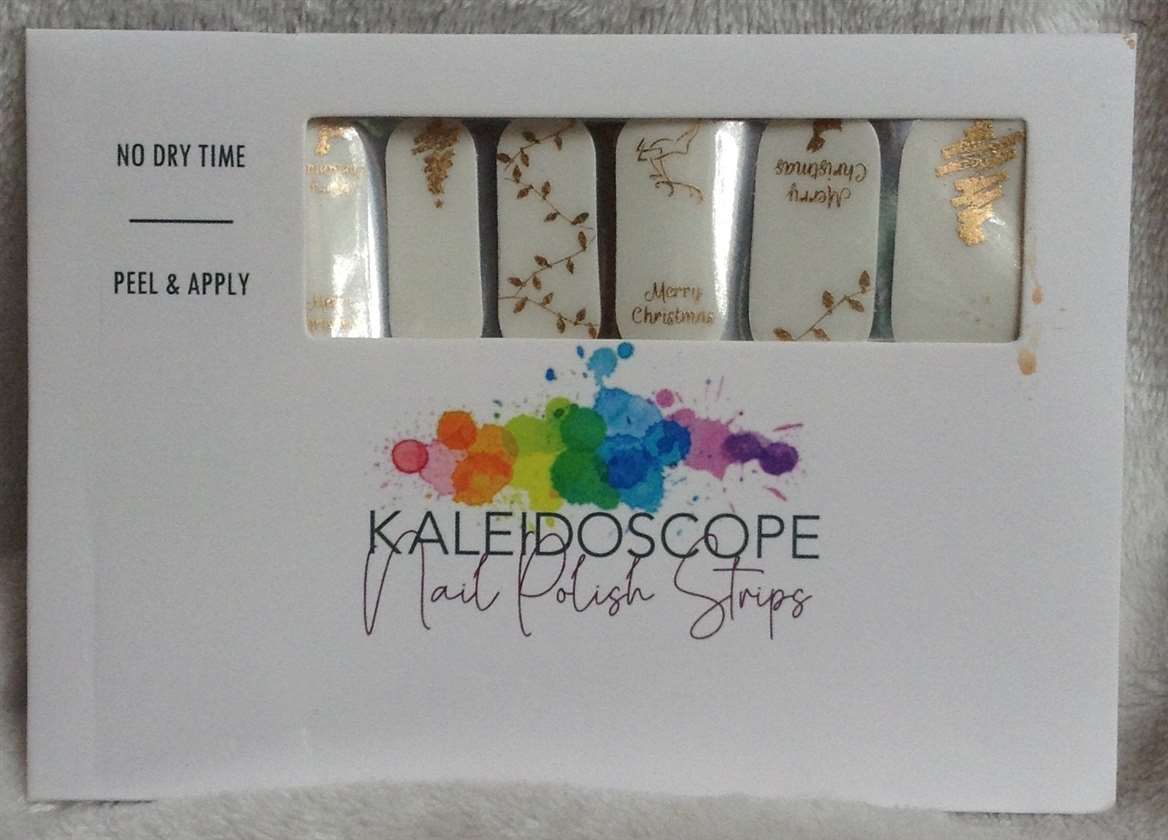 NO DRY TIME
PEEL & APPLY
Merry
Christmas
Merry
Christmas
KALEIDOSCOPE
Nail Polish Strips